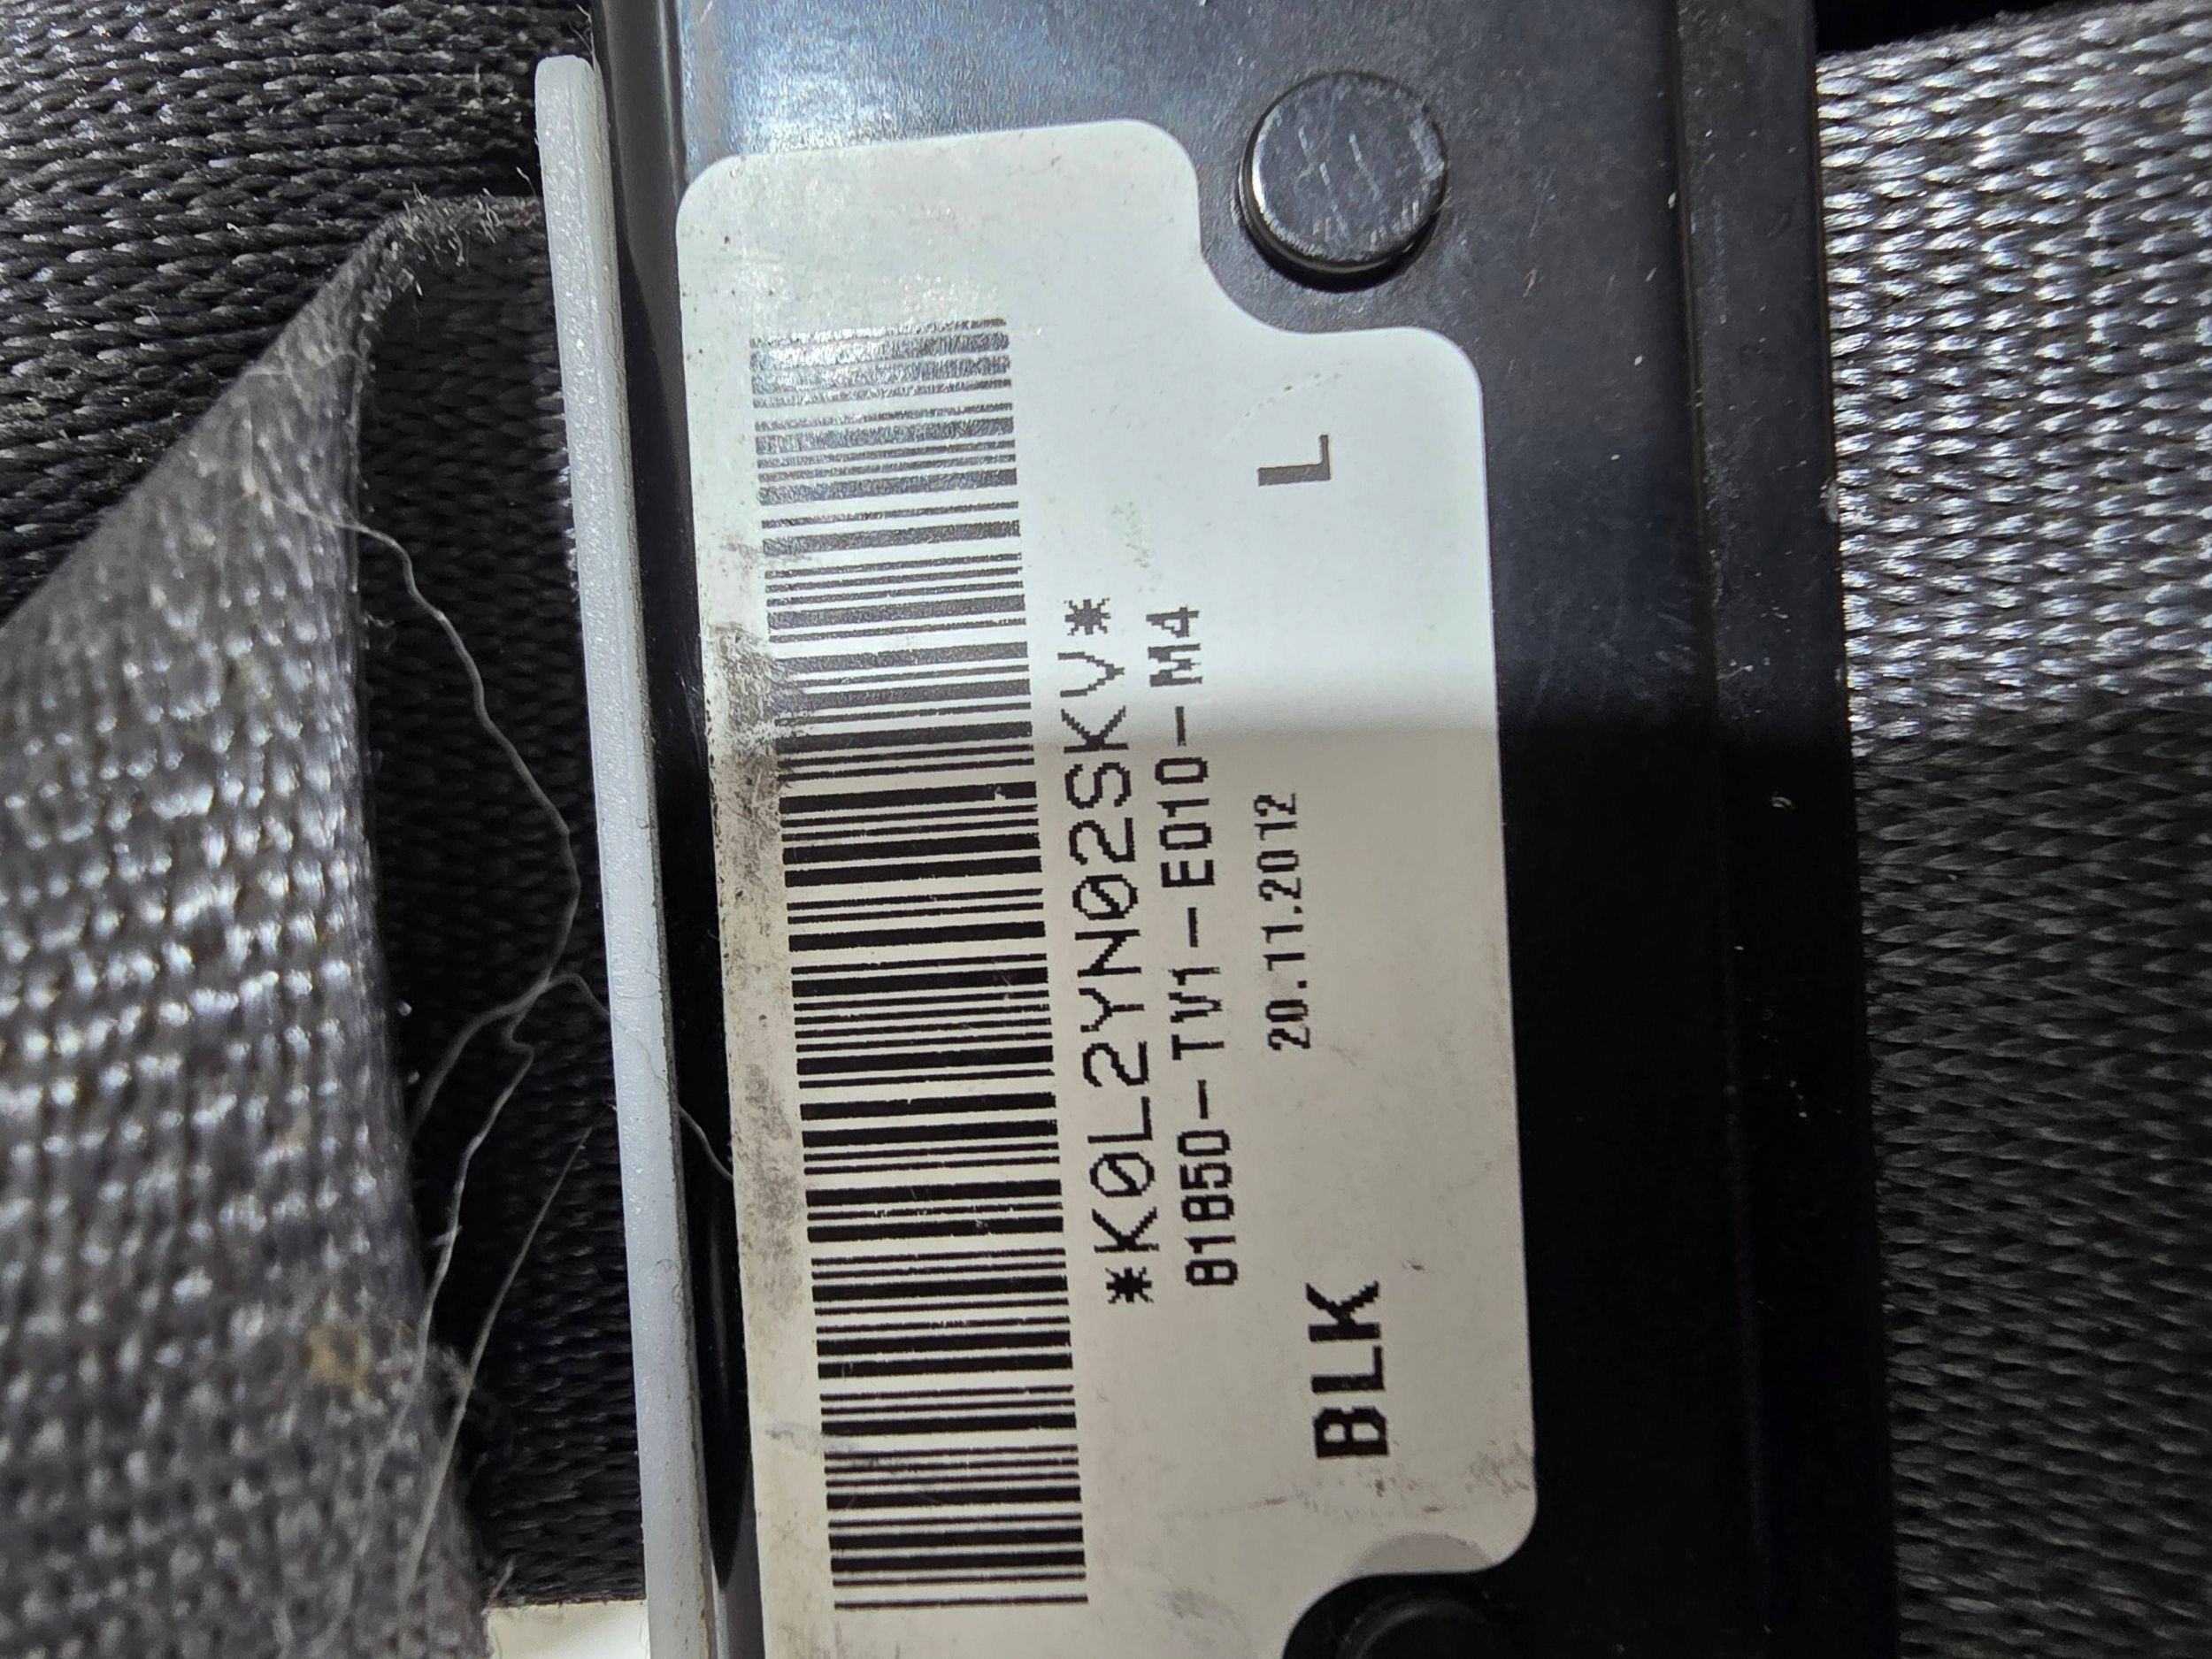 *K0L2YN02SKV*
81850-TV1-E010-M4
20.11.2012
BLK L